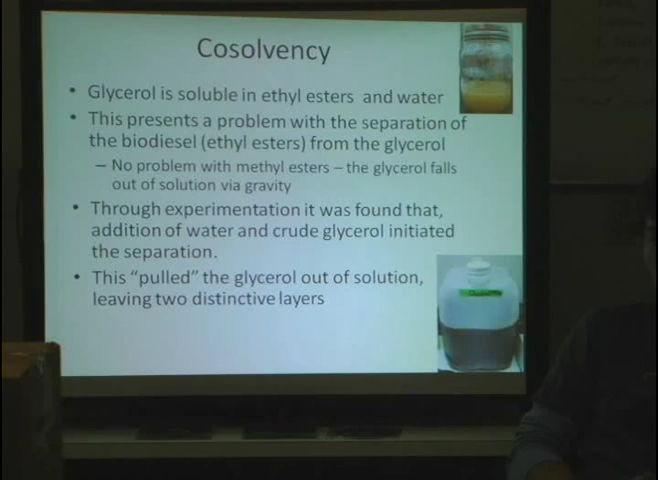 Cosolvency
• Glycerol is soluble in ethyl esters and water
• This presents a problem with the separation of
the biodiesel (ethyl esters) from the glycerol
– No problem with methyl esters – the glycerol falls
out of solution via gravity
• Through experimentation it was found that,
addition of water and crude glycerol initiated
the separation.
• This “pulled” the glycerol out of solution,
leaving two distinctive layers